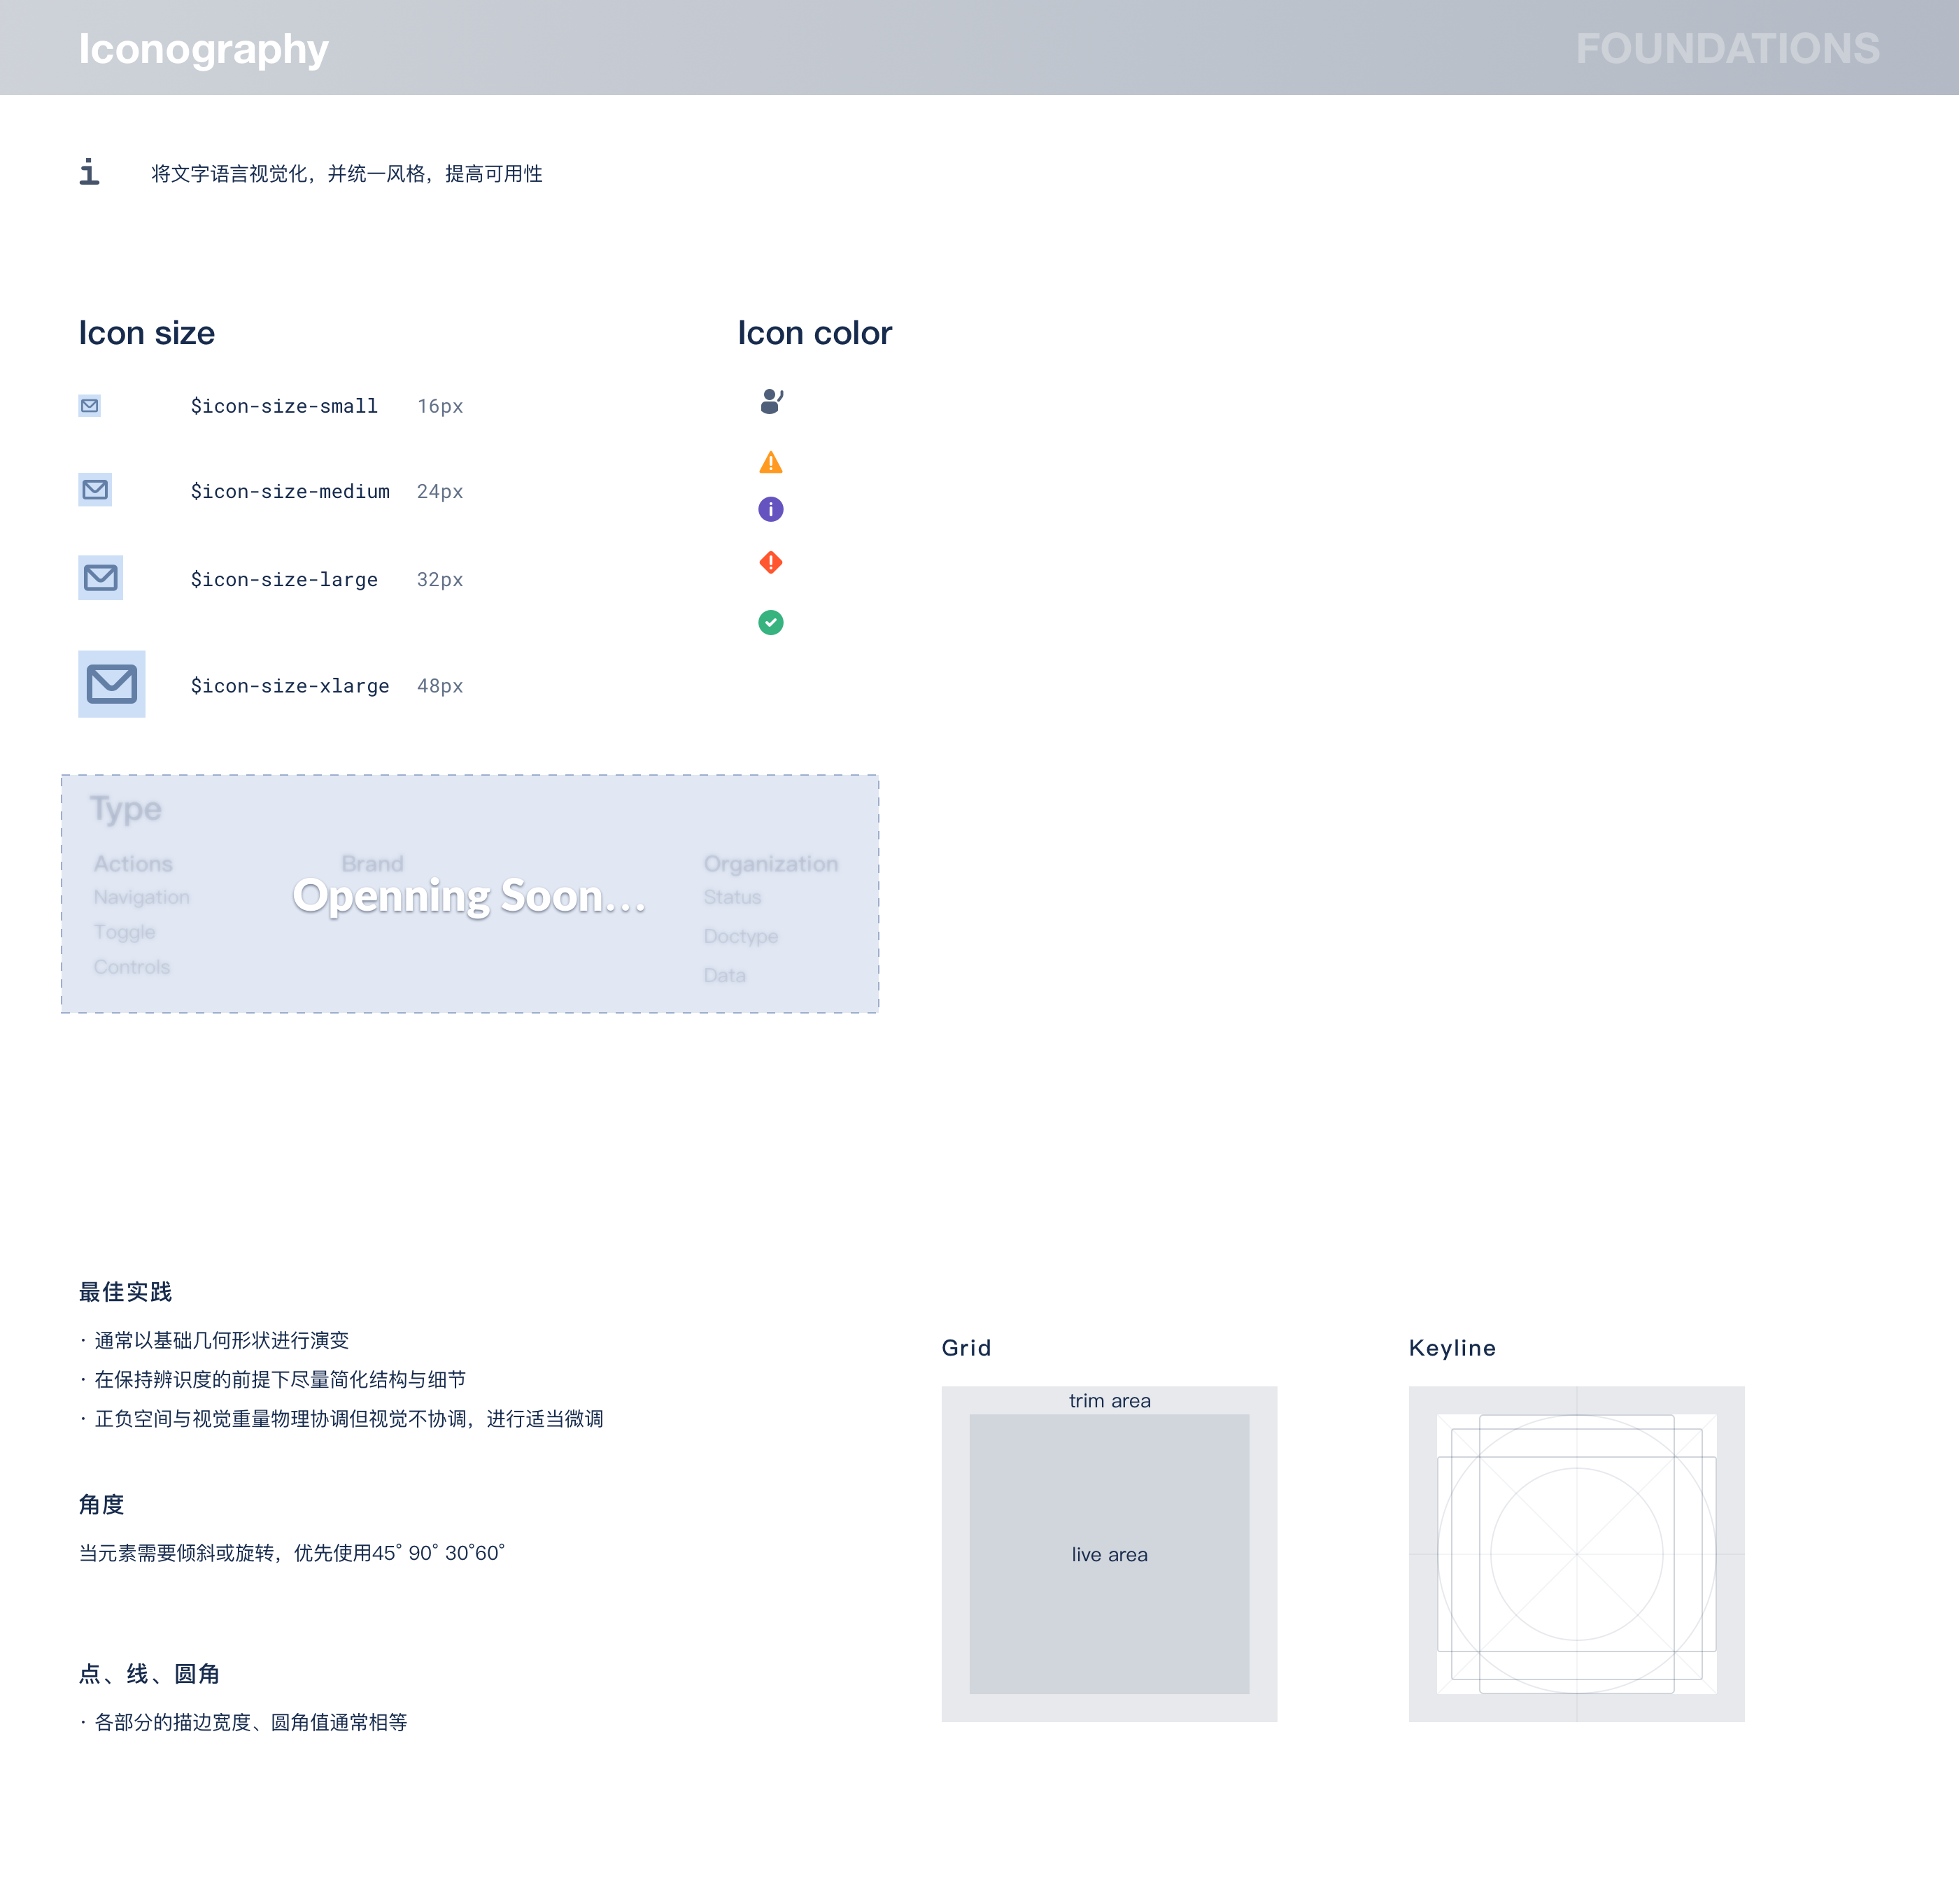 Iconography
FOUNDATIONS
i
将文字语言视觉化，并统一风格，提高可用性
Icon size
$icon-size-small 16px
$icon-size-medium 24px
$icon-size-large 32px
$icon-size-xlarge 48px
Icon color
Type
Actions
Navigation
Toggle
Controls
Brand
Openning Soon...
Organization
Status
Doctype
Data
最佳实践
· 通常以基础几何形状进行演变
· 在保持辨识度的前提下尽量简化结构与细节
· 正负空间与视觉重量物理协调但视觉不协调，进行适当微调
角度
当元素需要倾斜或旋转，优先使用45° 90° 30°60°
点、线、圆角
· 各部分的描边宽度、圆角值通常相等
Grid
trim area
live area
Keyline